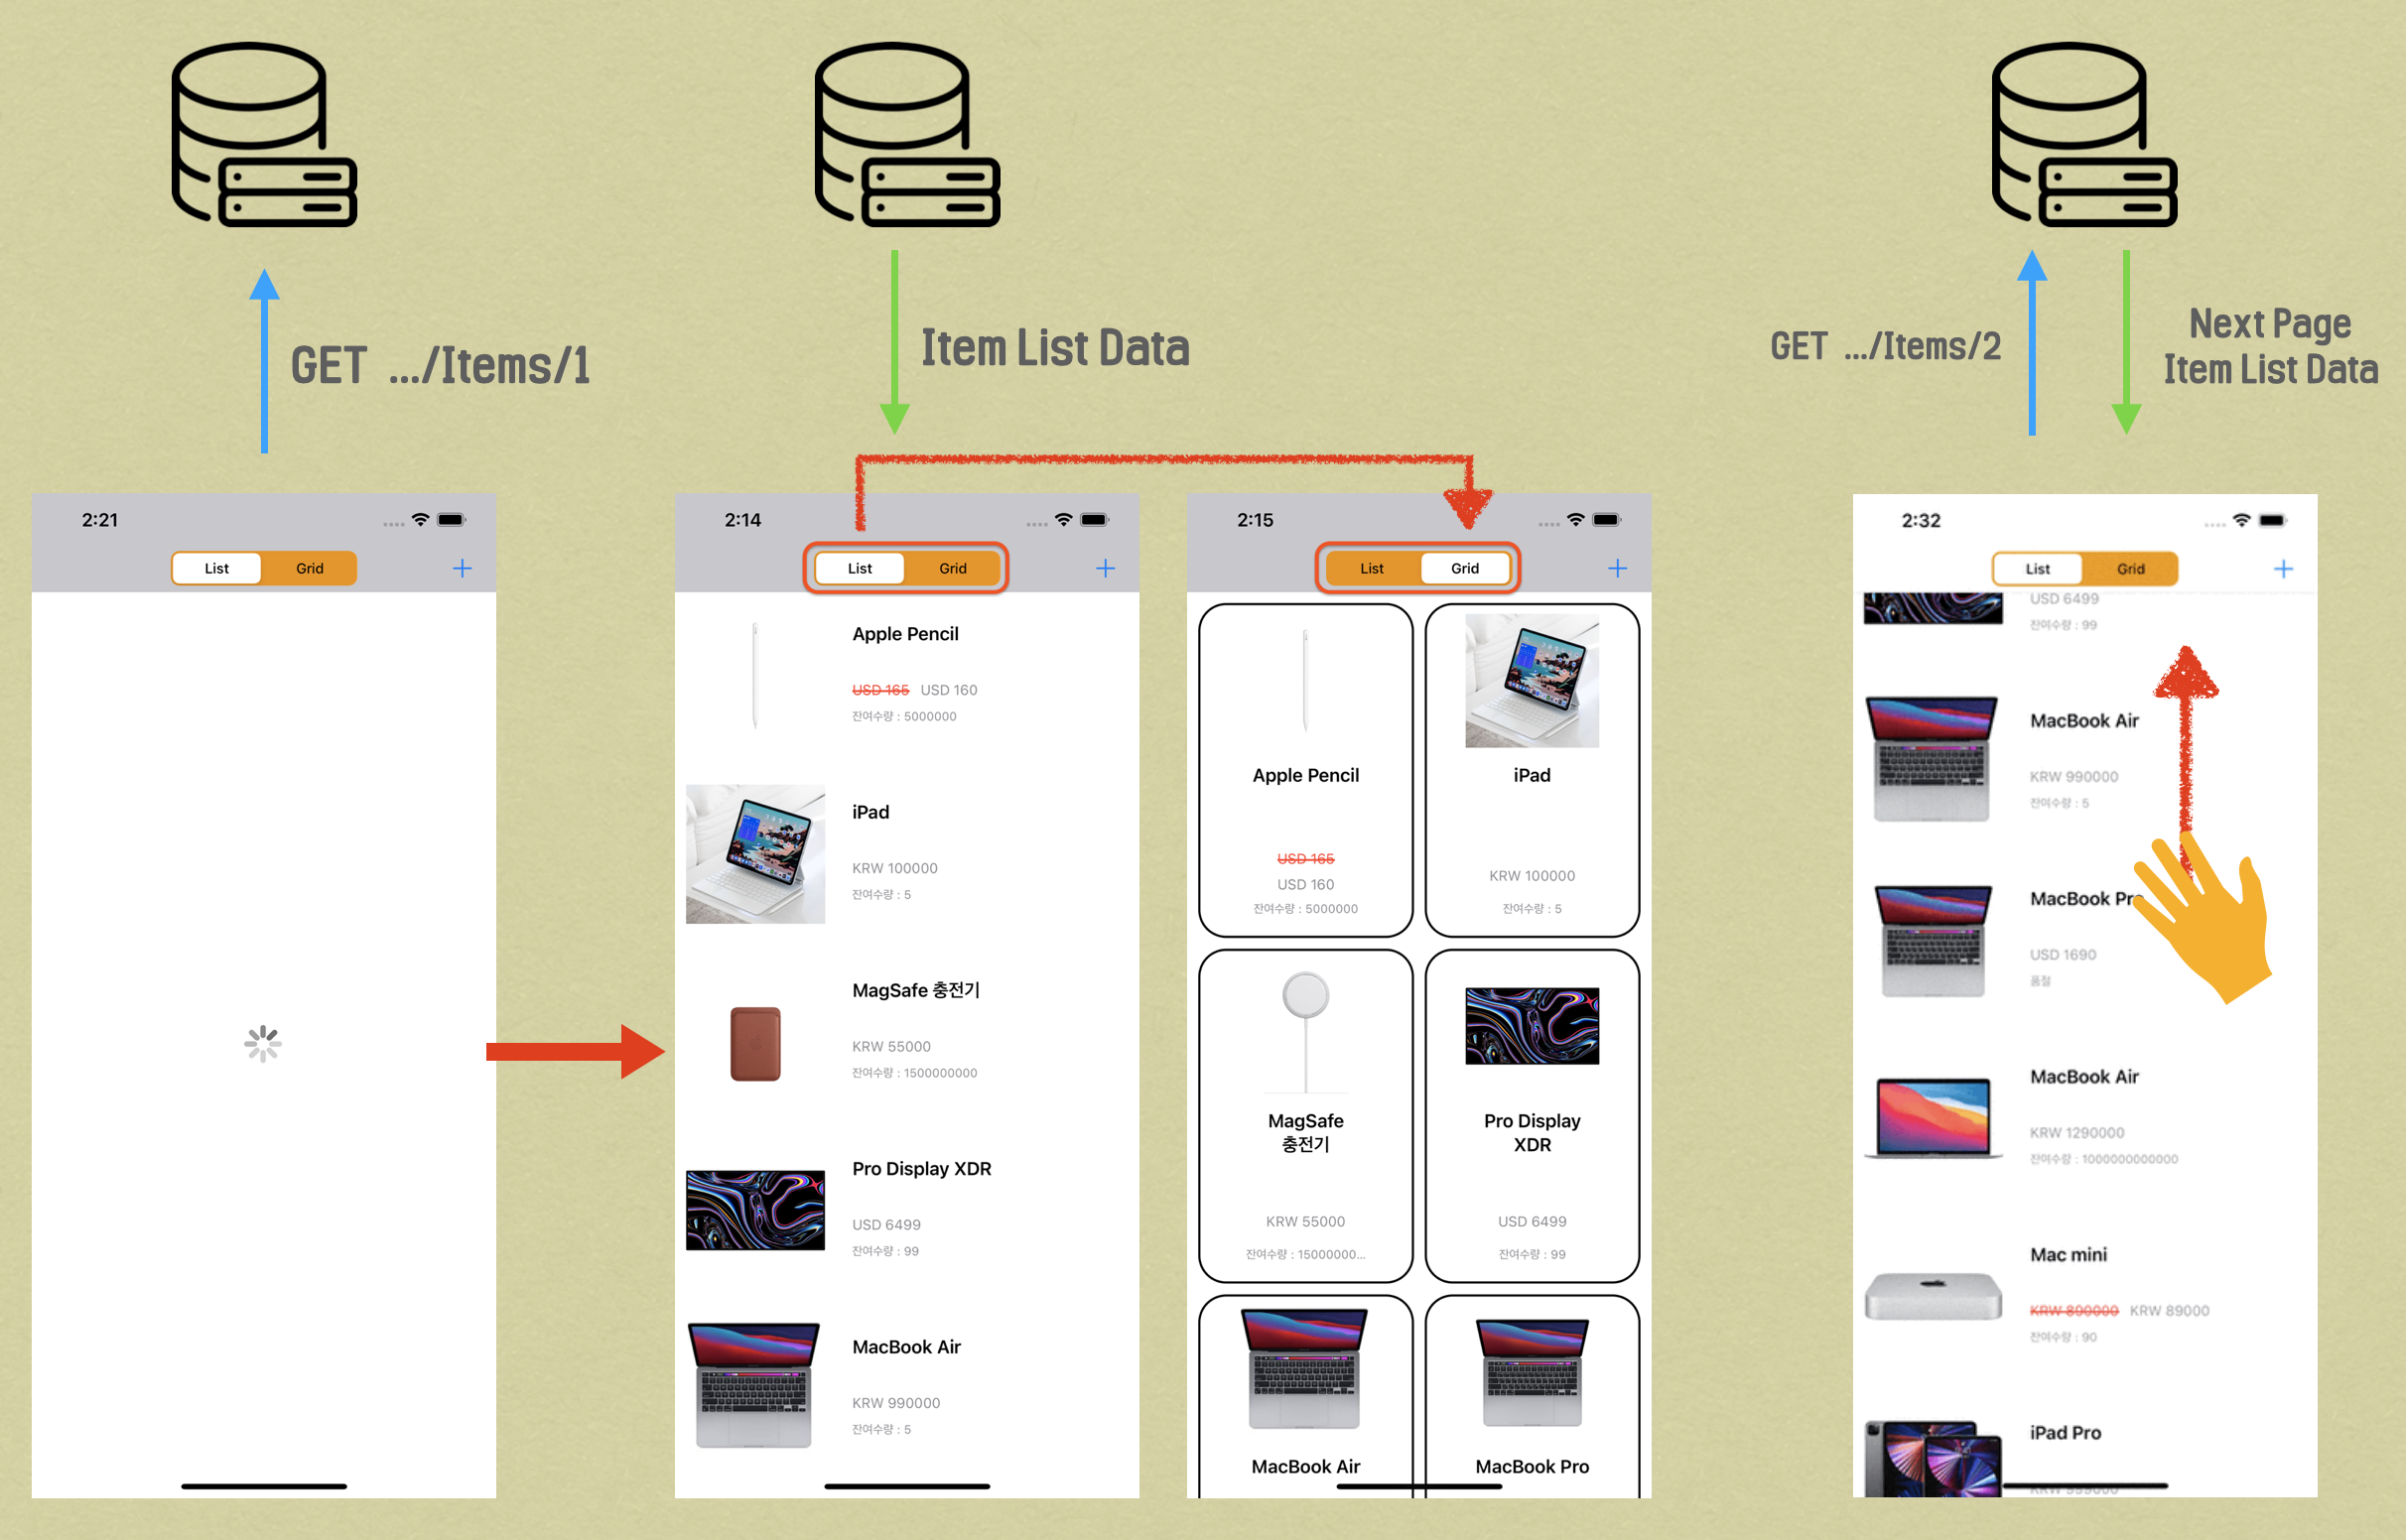 GET .../Items/1
Item List Data
GET .../Items/2
Next Page
Item List Data
2:21
List
Grid
+
2:14
List
Grid
+
Apple Pencil
USD 165 USD 160
잔여수량 : 5000000
iPad
KRW 100000
잔여수량 : 5
MagSafe 충전기
KRW 55000
잔여수량 : 1500000000
Pro Display XDR
USD 6499
잔여수량 : 99
MacBook Air
KRW 990000
잔여수량 : 5
2:15
List
Grid
+
Apple Pencil
USD 165
USD 160
잔여수량 : 5000000
iPad
KRW 100000
잔여수량 : 5
MagSafe
충전기
KRW 55000
잔여수량 : 15000000...
Pro Display
XDR
USD 6499
잔여수량 : 99
MacBook Air
MacBook Pro
2:32
List
Grid
+
USD 6499
잔여수량 : 99
MacBook Air
KRW 990000
잔여수량 : 5
MacBook Pro
USD 1690
품절
MacBook Air
KRW 1290000
잔여수량 : 1000000000000
Mac mini
KRW 890000 KRW 89000
잔여수량 : 90
iPad Pro